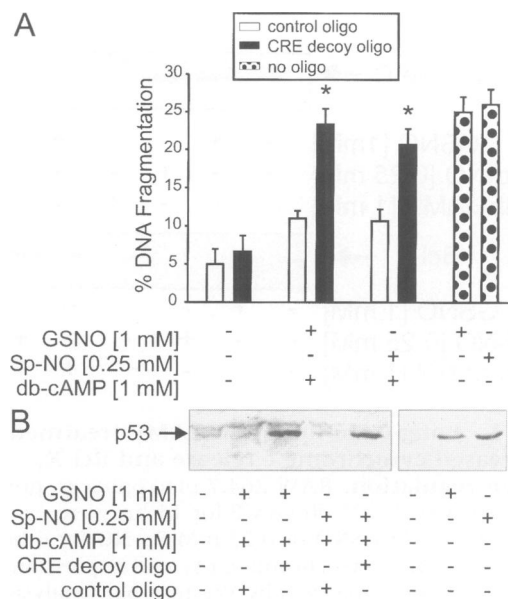 A
control oligo
CRE decoy oligo
no oligo
% DNA Fragmentation
30
25
20
15
10
5
0
* *
GSNO [1 mM] - + - + -
Sp-NO [0.25 mM] - - + - +
db-cAMP [1 mM] - + + - -
B
p53
GSNO [1 mM] - + + - - - + -
Sp-NO [0.25 mM] - - - + + - - +
db-cAMP [1 mM] - + + + + - - -
CRE decoy oligo - - + - + - - -
control oligo - + - + - - - -